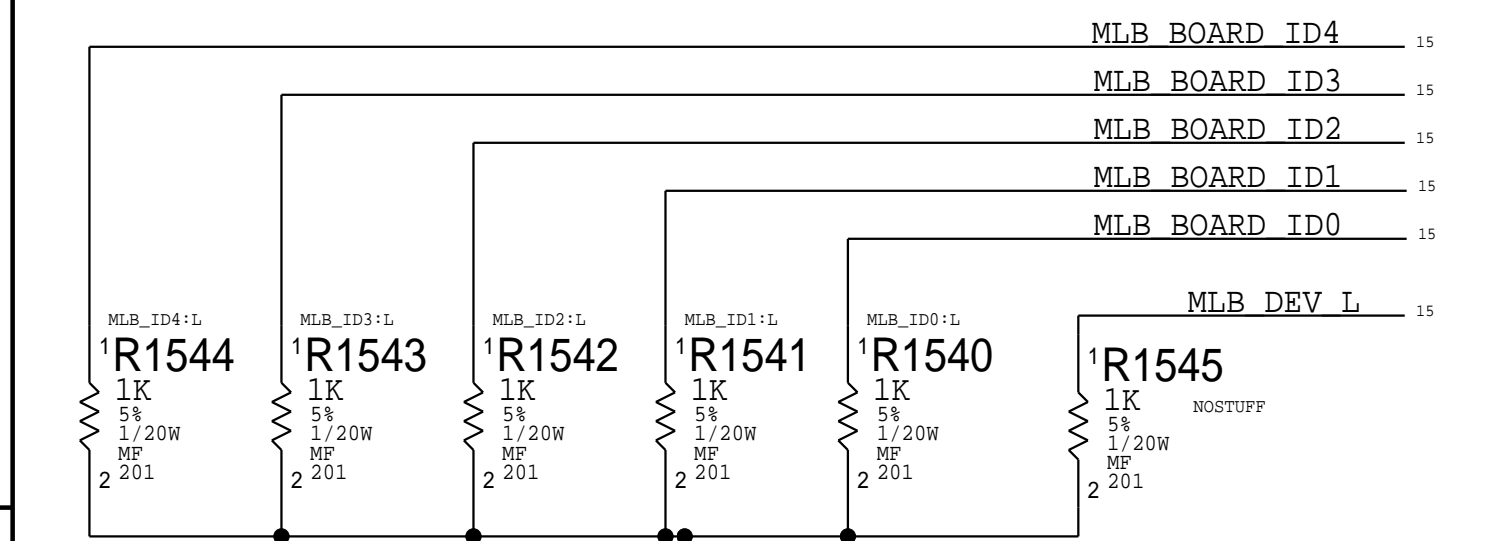 MLB_BOARD_ID4 15
MLB_BOARD_ID3 15
MLB_BOARD_ID2 15
MLB_BOARD_ID1 15
MLB_BOARD_ID0 15
MLB_DEV_L 15
MLB_ID4:L
1 R1544
1K
5%
1/20W
MF
2 201
MLB_ID3:L
1 R1543
1K
5%
1/20W
MF
2 201
MLB_ID2:L
1 R1542
1K
5%
1/20W
MF
2 201
MLB_ID1:L
1 R1541
1K
5%
1/20W
MF
2 201
MLB_ID0:L
1 R1540
1K
5%
1/20W
MF
2 201
1 R1545
1K NOSTUFF
5%
1/20W
MF
2 201